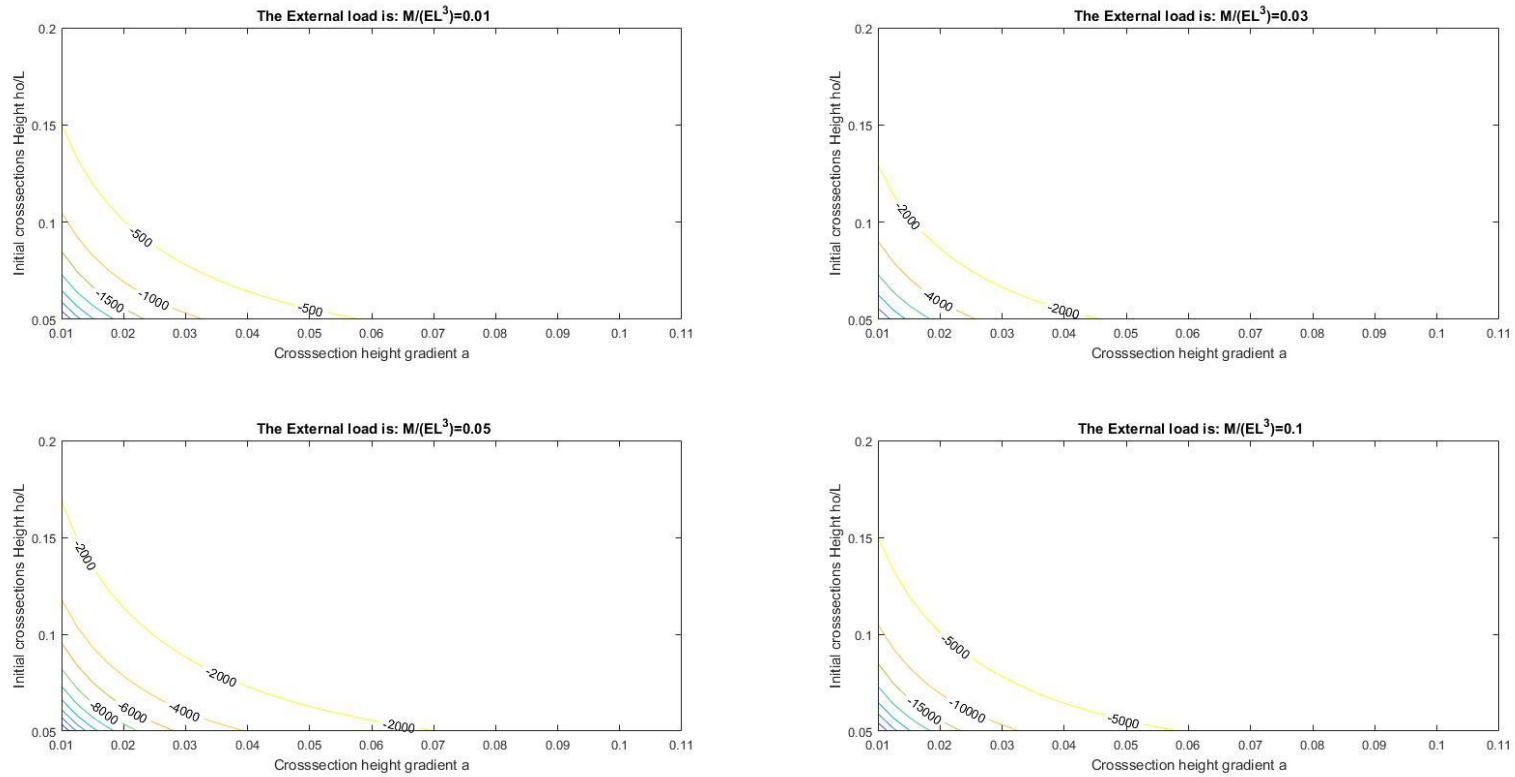 The External load is: M/(EL³)=0.01
Initial crosssections Height ho/L
0.2
0.15
0.1
0.05
-500
-1000
-1500
-500
0.01 0.02 0.03 0.04 0.05 0.06 0.07 0.08 0.09 0.1 0.11
Crosssection height gradient a
The External load is: M/(EL³)=0.03
Initial crosssections Height ho/L
0.2
0.15
0.1
0.05
-2000
-4000
-2000
0.01 0.02 0.03 0.04 0.05 0.06 0.07 0.08 0.09 0.1 0.11
Crosssection height gradient a
The External load is: M/(EL³)=0.05
Initial crosssections Height ho/L
0.2
0.15
0.1
0.05
-2000
-2000
-8000
-6000
-4000
-2000
0.01 0.02 0.03 0.04 0.05 0.06 0.07 0.08 0.09 0.1 0.11
Crosssection height gradient a
The External load is: M/(EL³)=0.1
Initial crosssections Height ho/L
0.2
0.15
0.1
0.05
-5000
-15000
-10000
-5000
0.01 0.02 0.03 0.04 0.05 0.06 0.07 0.08 0.09 0.1 0.11
Crosssection height gradient a